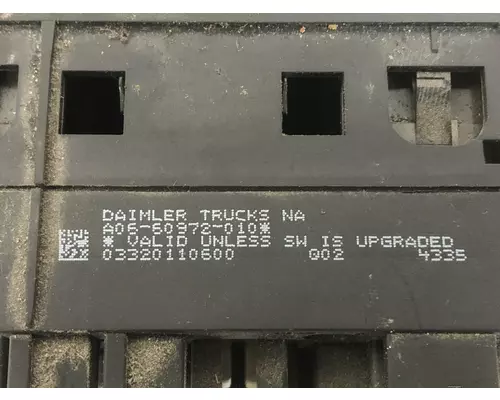 DAIMLER TRUCKS NA
A06-60972-010*
* VALID UNLESS SW IS UPGRADED
03320110600 002 4335